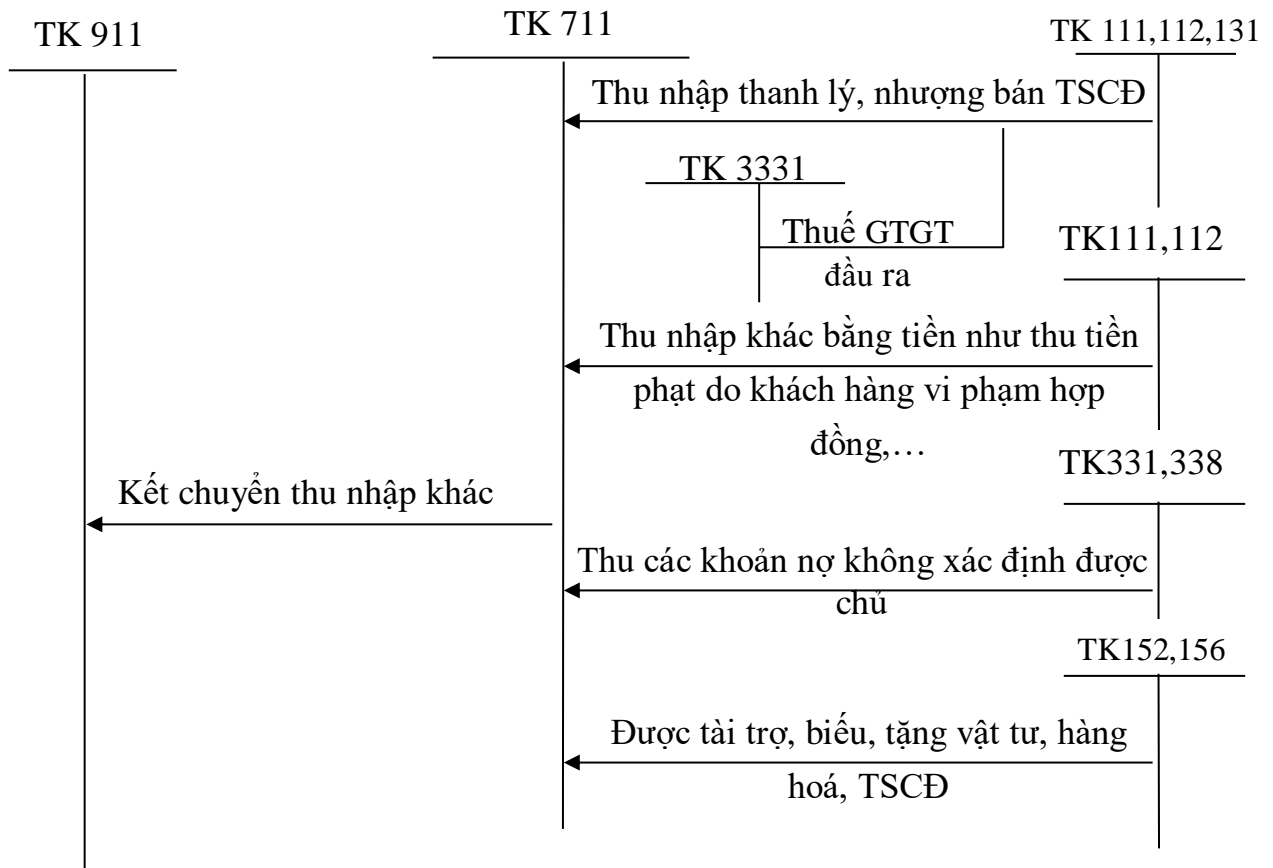 TK 911
TK 711
TK 111,112,131
Thu nhập thanh lý, nhượng bán TSCĐ
TK 3331
Thuế GTGT
đầu ra
TK111,112
Thu nhập khác bằng tiền như thu tiền
phạt do khách hàng vi phạm hợp
đồng,…
TK331,338
Kết chuyển thu nhập khác
Thu các khoản nợ không xác định được
chủ
TK152,156
Được tài trợ, biếu, tặng vật tư, hàng
hoá, TSCĐ